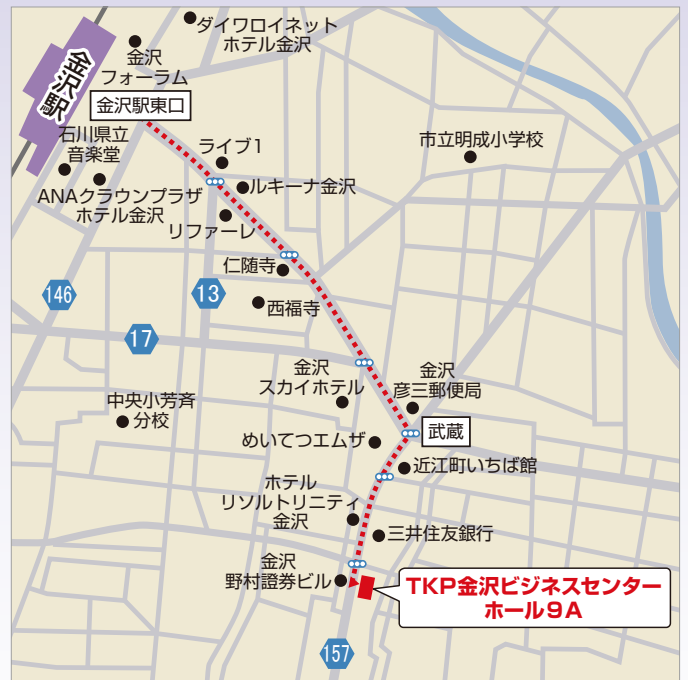 ダイワロイネット
ホテル金沢
金沢
フォーラム
金沢駅
金沢駅東口
石川県立
音楽堂
ライブ1
市立明成小学校
ANAクラウンプラザ
ホテル金沢
ルキーナ金沢
リファーレ
仁随寺
146
13
西福寺
17
金沢
スカイホテル
金沢
彦三郵便局
中央小芳斉
分校
めいてつエムザ
武蔵
近江町いちば館
ホテル
リソルトリニティ
金沢
三井住友銀行
金沢
野村證券ビル
TKP金沢ビジネスセンター
ホール9A
157